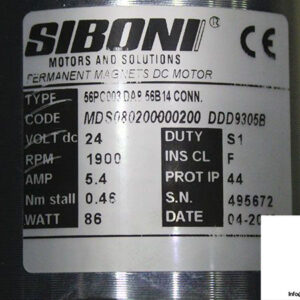 SIBONI ®
MOTORS AND SOLUTIONS CE
PERMANENT MAGNETS DC MOTOR
TYPE 56PC003 DA8 56B14 CONN.
CODE MDS080200000200 DDD9305B
VOLT dc 24 DUTY S1
RPM 1900 INS CL F
AMP 5.4 PROT IP 44
Nm stall 0.46 S.N. 495672
WATT 86 DATE 04-20